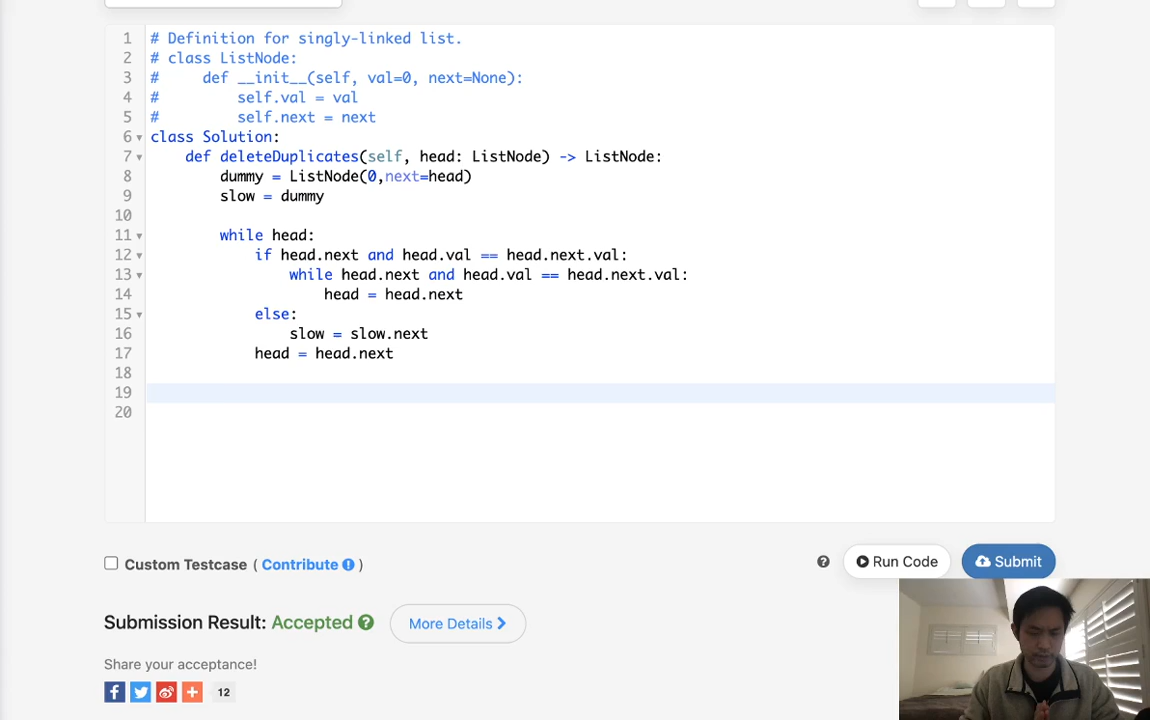 1 # Definition for singly-linked list.
2 # class ListNode:
3 #     def __init__(self, val=0, next=None):
4 #         self.val = val
5 #         self.next = next
6 class Solution:
7     def deleteDuplicates(self, head: ListNode) -> ListNode:
8         dummy = ListNode(0,next=head)
9         slow = dummy
10
11         while head:
12             if head.next and head.val == head.next.val:
13                 while head.next and head.val == head.next.val:
14                     head = head.next
15             else:
16                 slow = slow.next
17             head = head.next
18
19
20
Custom Testcase ( Contribute )
? Run Code Submit
Submission Result: Accepted ? More Details
Share your acceptance!
12